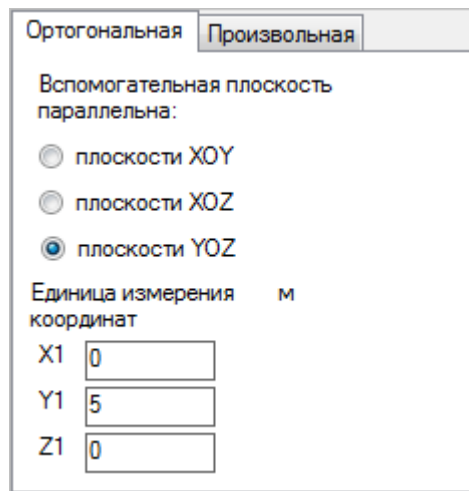 Ортогональная Произвольная
Вспомогательная плоскость
параллельна:
плоскости XOY
плоскости XOZ
плоскости YOZ
Единица измерения м
координат
X1 0
Y1 5
Z1 0